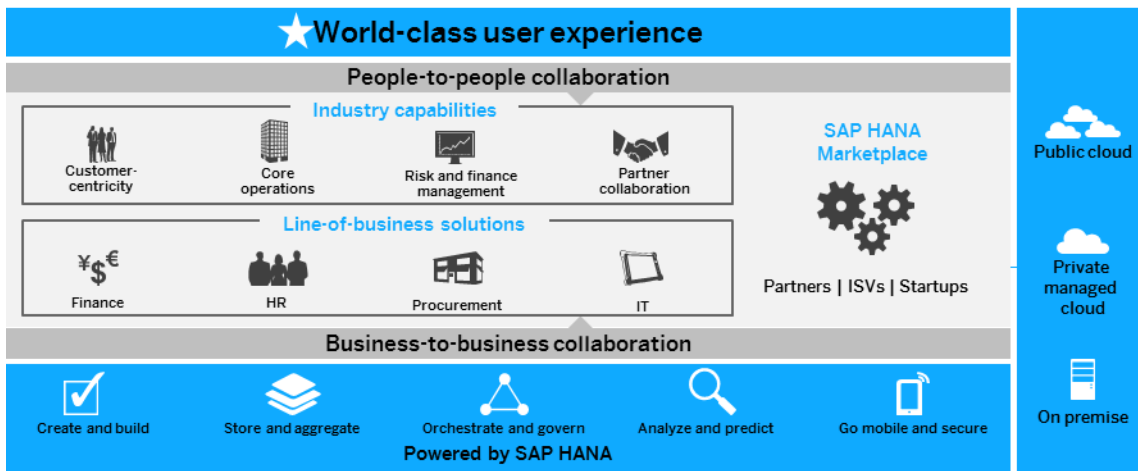 World-class user experience
People-to-people collaboration
Industry capabilities
Customer-
centricity
Core
operations
Risk and finance
management
Partner
collaboration
Line-of-business solutions
¥$€
Finance
HR
Procurement
IT
SAP HANA
Marketplace
Partners | ISVs | Startups
Business-to-business collaboration
Create and build
Store and aggregate
Orchestrate and govern
Analyze and predict
Go mobile and secure
Powered by SAP HANA
Public cloud
Private
managed
cloud
On premise